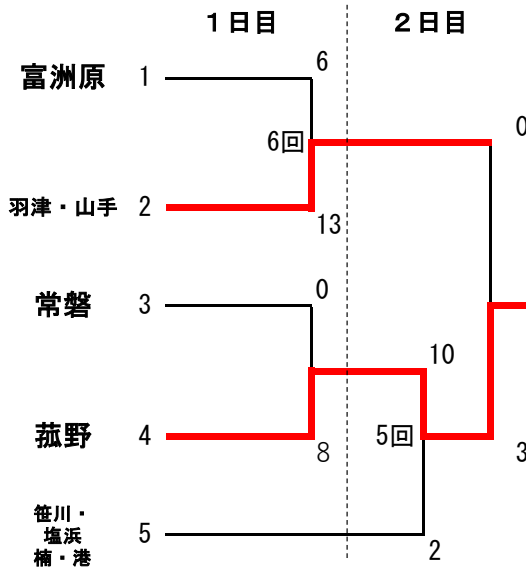 １日目 ２日目
富洲原 1 6
0
6回
羽津・山手 2
13
常磐 3 0
10
菰野 4 5回
8 3
笹川・
塩浜 5
楠・港
2